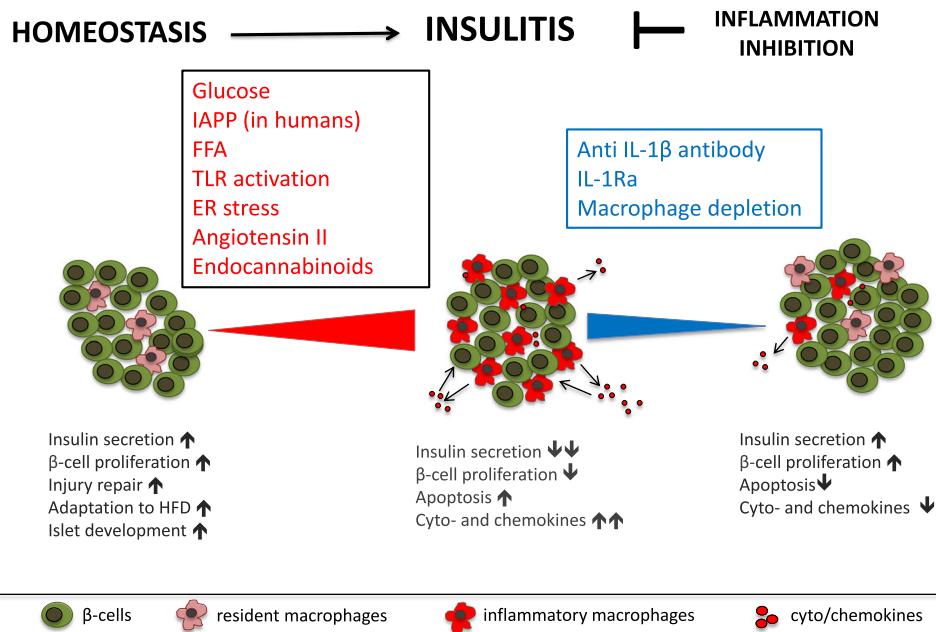 HOMEOSTASIS
INSULITIS
INFLAMMATION
INHIBITION
Glucose
IAPP (in humans)
FFA
TLR activation
ER stress
Angiotensin II
Endocannabinoids
Anti IL-1β antibody
IL-1Ra
Macrophage depletion
Insulin secretion
β-cell proliferation
Injury repair
Adaptation to HFD
Islet development
Insulin secretion
β-cell proliferation
Apoptosis
Cyto- and chemokines
Insulin secretion
β-cell proliferation
Apoptosis
Cyto- and chemokines
β-cells
resident macrophages
inflammatory macrophages
cyto/chemokines